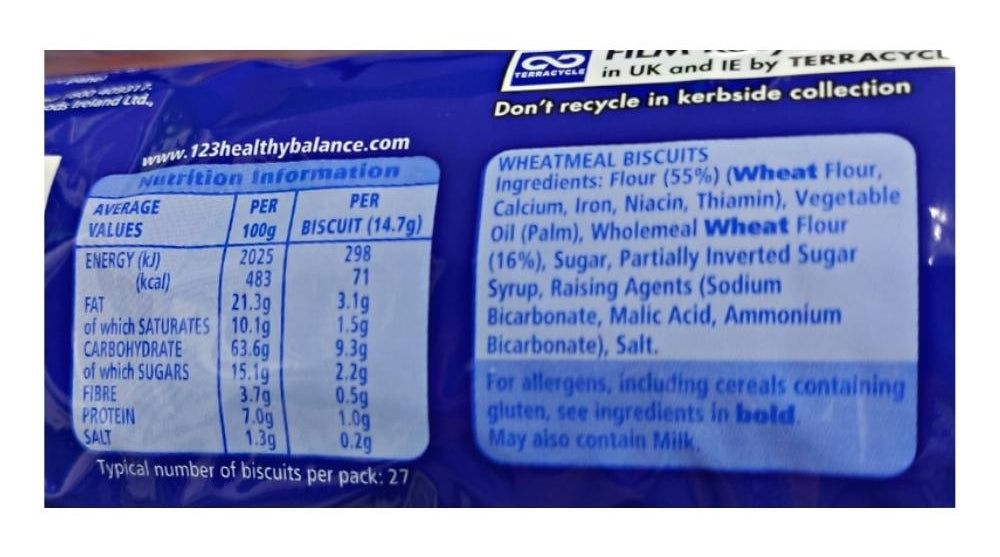 Ireland Ltd.,
TERRACYCLE
in UK and IE by TERRACYCL
Don't recycle in kerbside collection
www.123healthybalance.com
Nutrition Information
AVERAGE VALUES PER 100g PER BISCUIT (14.7g)
ENERGY (kJ) 2025 298
(kcal) 483 71
FAT 21.3g 3.1g
of which SATURATES 10.1g 1.5g
CARBOHYDRATE 63.6g 9.3g
of which SUGARS 15.1g 2.2g
FIBRE 3.7g 0.5g
PROTEIN 7.0g 1.0g
SALT 1.3g 0.2g
Typical number of biscuits per pack: 27
WHEATMEAL BISCUITS
Ingredients: Flour (55%) (Wheat Flour,
Calcium, Iron, Niacin, Thiamin), Vegetable
Oil (Palm), Wholemeal Wheat Flour
(16%), Sugar, Partially Inverted Sugar
Syrup, Raising Agents (Sodium
Bicarbonate, Malic Acid, Ammonium
Bicarbonate), Salt.
For allergens, including cereals containing
gluten, see ingredients in bold.
May also contain Milk.